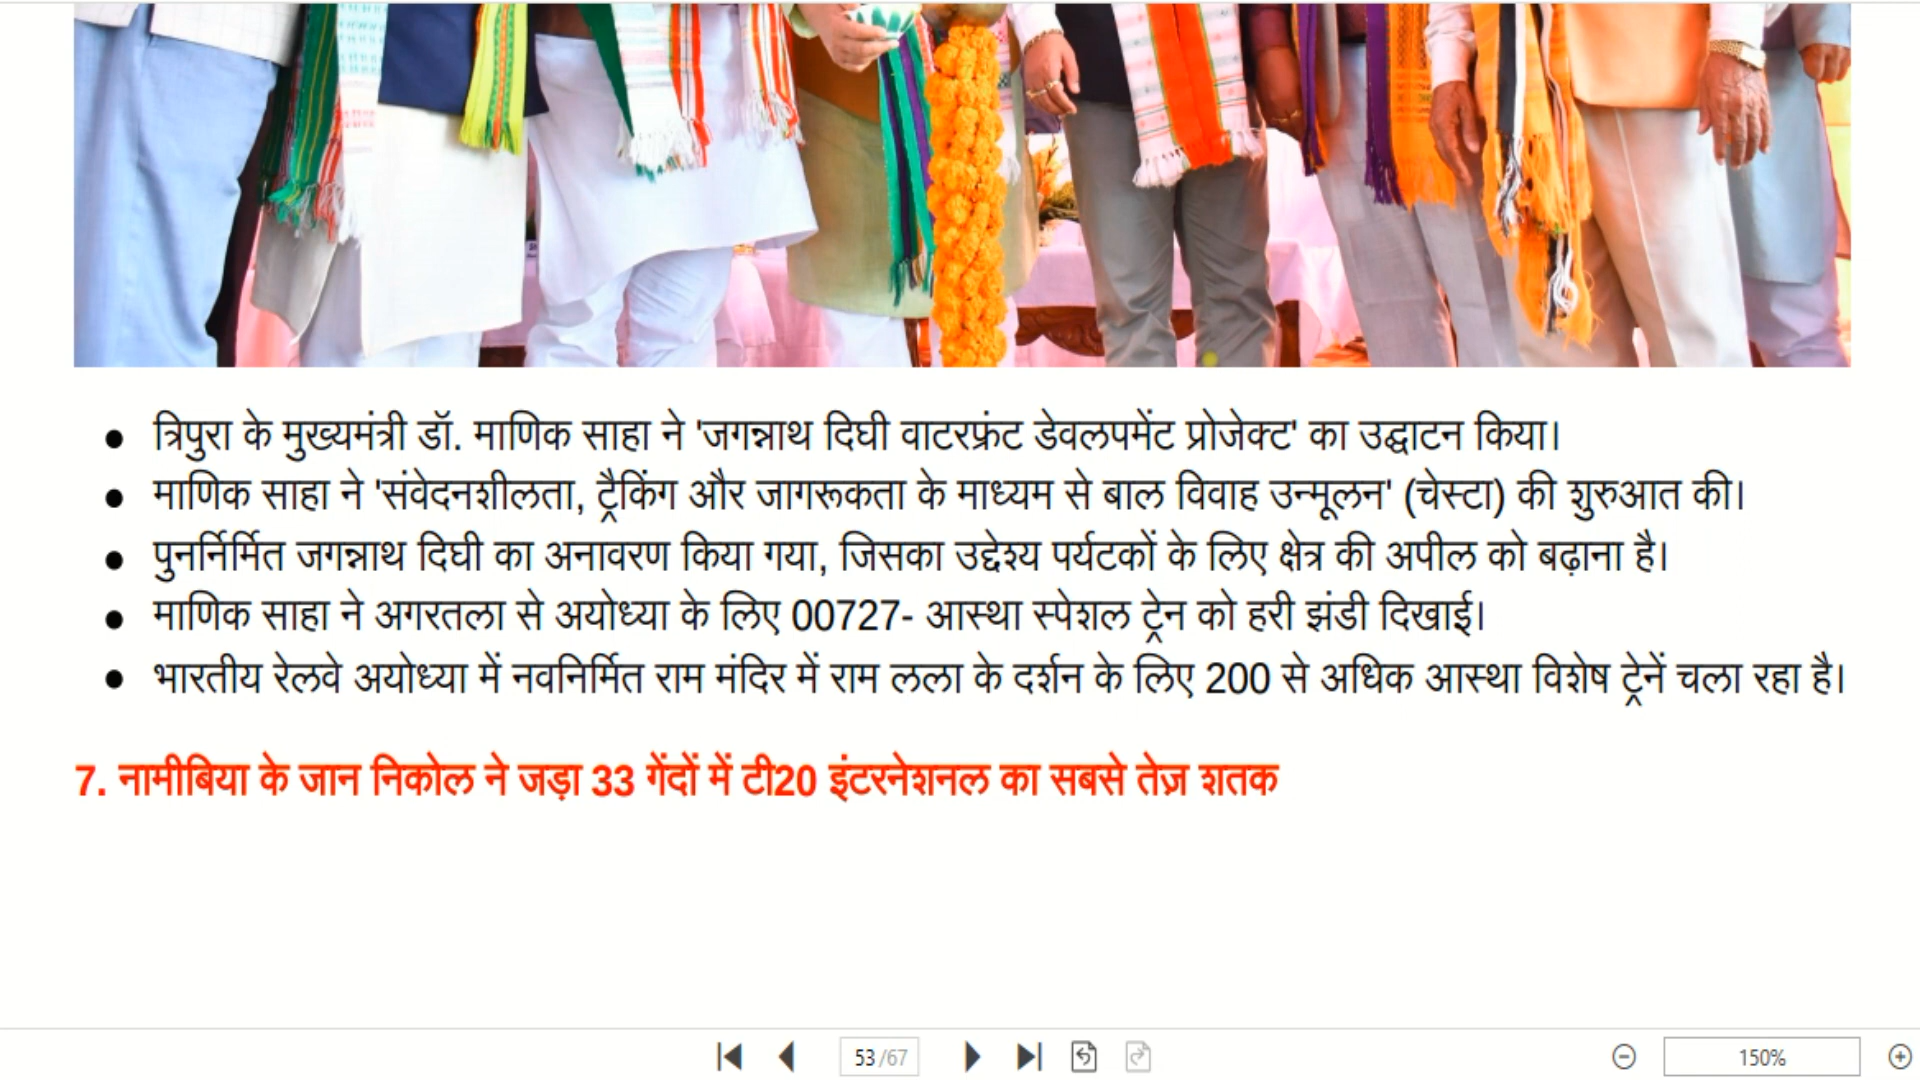 ● त्रिपुरा के मुख्यमंत्री डॉ. माणिक साहा ने 'जगन्नाथ दिघी वाटरफ्रंट डेवलपमेंट प्रोजेक्ट' का उद्घाटन किया।
● माणिक साहा ने 'संवेदनशीलता, ट्रैकिंग और जागरूकता के माध्यम से बाल विवाह उन्मूलन' (चेस्टा) की शुरुआत की।
● पुनर्निर्मित जगन्नाथ दिघी का अनावरण किया गया, जिसका उद्देश्य पर्यटकों के लिए क्षेत्र की अपील को बढ़ाना है।
● माणिक साहा ने अगरतला से अयोध्या के लिए 00727- आस्था स्पेशल ट्रेन को हरी झंडी दिखाई।
● भारतीय रेलवे अयोध्या में नवनिर्मित राम मंदिर में राम लला के दर्शन के लिए 200 से अधिक आस्था विशेष ट्रेनें चला रहा है।
7. नामीबिया के जान निकोल ने जड़ा 33 गेंदों में टी20 इंटरनेशनल का सबसे तेज़ शतक
53 /67
150%